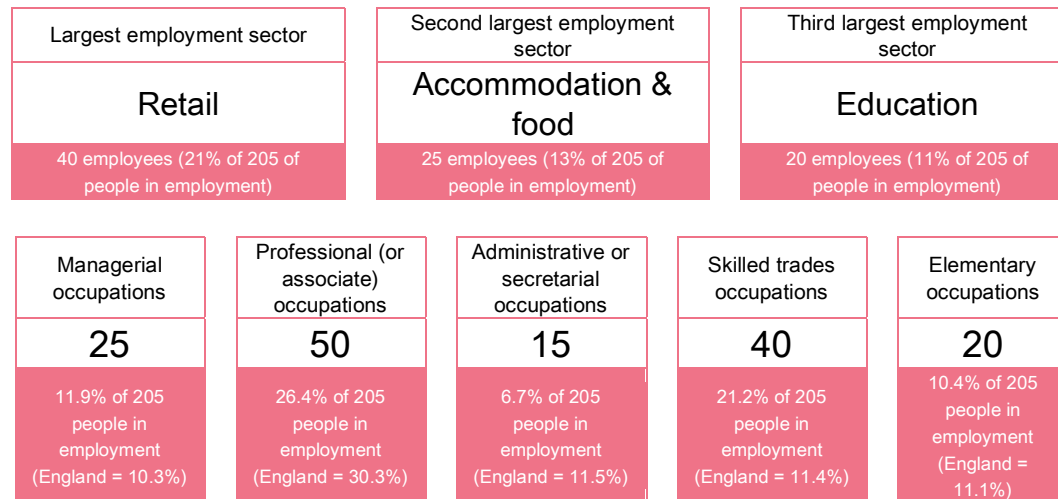 Largest employment sector
Retail
40 employees (21% of 205 of
people in employment)
Second largest employment
sector
Accommodation &
food
25 employees (13% of 205 of
people in employment)
Third largest employment
sector
Education
20 employees (11% of 205 of
people in employment)
Managerial
occupations
25
11.9% of 205
people in
employment
(England = 10.3%)
Professional (or
associate)
occupations
50
26.4% of 205
people in
employment
(England = 30.3%)
Administrative or
secretarial
occupations
15
6.7% of 205
people in
employment
(England = 11.5%)
Skilled trades
occupations
40
21.2% of 205
people in
employment
(England = 11.4%)
Elementary
occupations
20
10.4% of 205
people in
employment
(England =
11.1%)